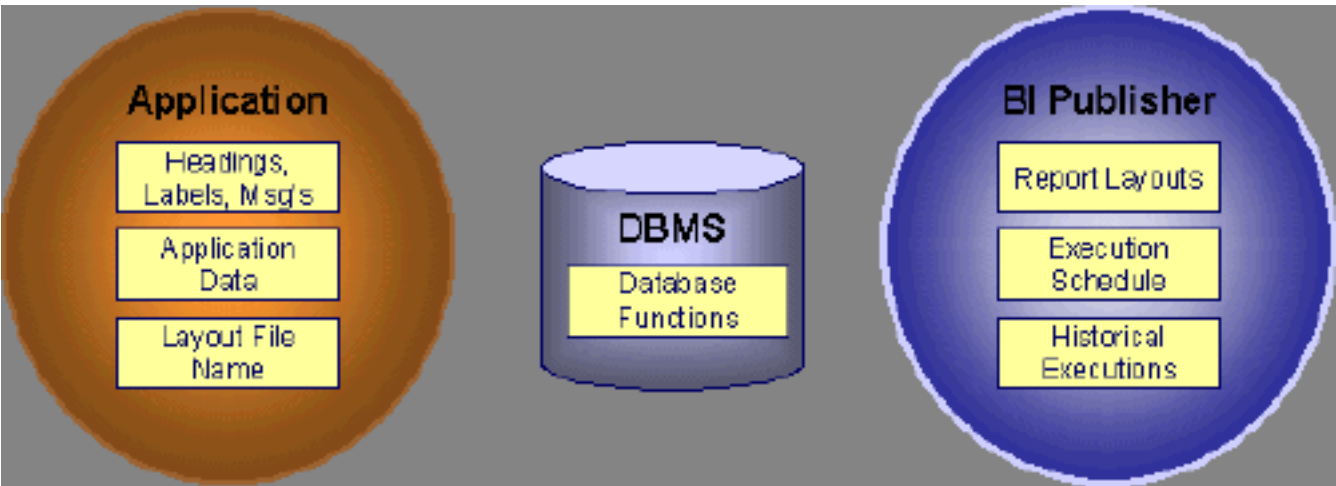 Application
Headings,
Labels, Msg's
Application
Data
Layout File
Name
DBMS
Database
Functions
BI Publisher
Report Layouts
Execution
Schedule
Historical
Executions